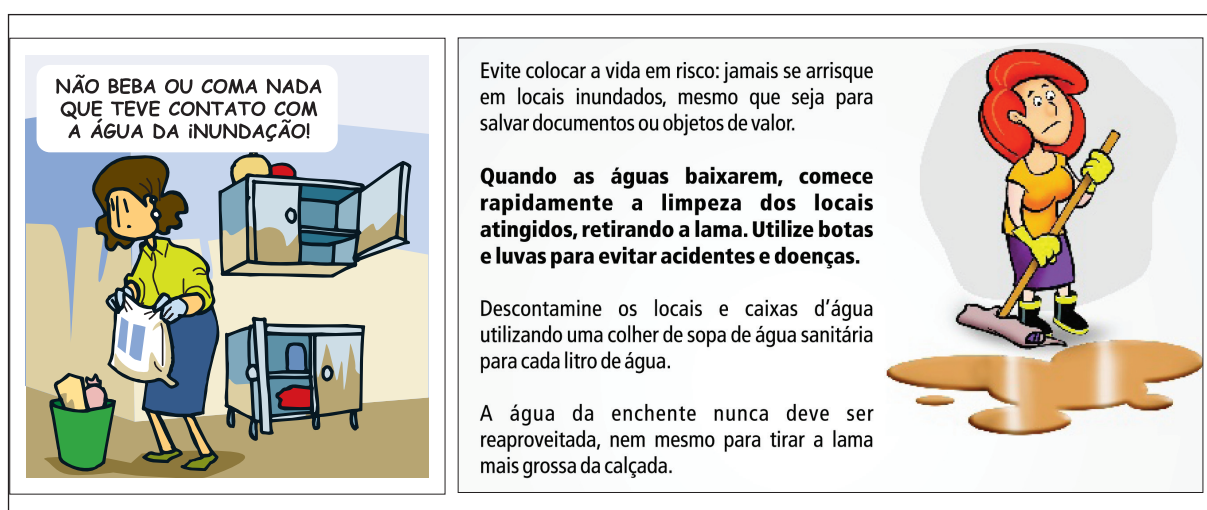 NÃO BEBA OU COMA NADA
QUE TEVE CONTATO COM
A ÁGUA DA iNUNDAÇÃO!
Evite colocar a vida em risco: jamais se arrisque
em locais inundados, mesmo que seja para
salvar documentos ou objetos de valor.
Quando as águas baixarem, comece
rapidamente a limpeza dos locais
atingidos, retirando a lama. Utilize botas
e luvas para evitar acidentes e doenças.
Descontamine os locais e caixas d’água
utilizando uma colher de sopa de água sanitária
para cada litro de água.
A água da enchente nunca deve ser
reaproveitada, nem mesmo para tirar a lama
mais grossa da calçada.